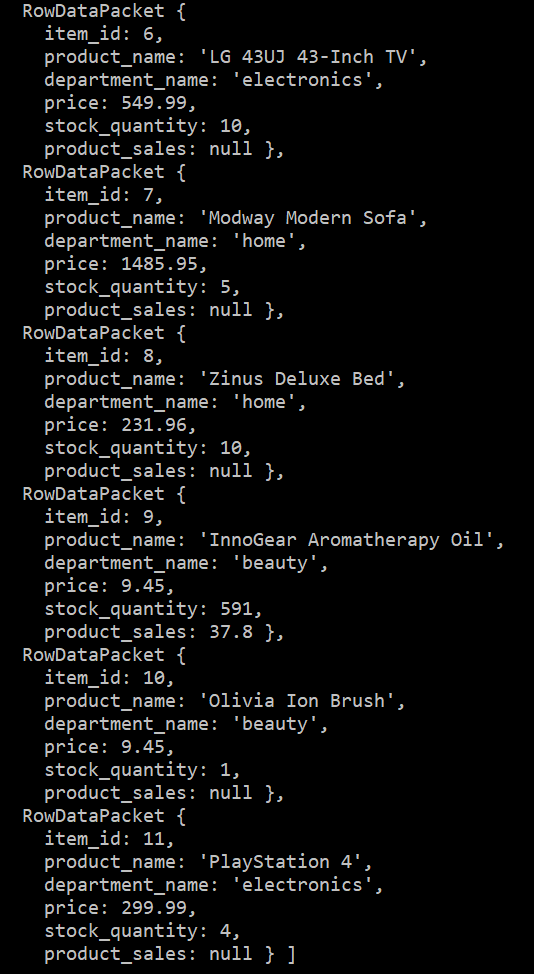 RowDataPacket {
item_id: 6,
product_name: 'LG 43UJ 43-Inch TV',
department_name: 'electronics',
price: 549.99,
stock_quantity: 10,
product_sales: null },
RowDataPacket {
item_id: 7,
product_name: 'Modway Modern Sofa',
department_name: 'home',
price: 1485.95,
stock_quantity: 5,
product_sales: null },
RowDataPacket {
item_id: 8,
product_name: 'Zinus Deluxe Bed',
department_name: 'home',
price: 231.96,
stock_quantity: 10,
product_sales: null },
RowDataPacket {
item_id: 9,
product_name: 'InnoGear Aromatherapy Oil',
department_name: 'beauty',
price: 9.45,
stock_quantity: 591,
product_sales: 37.8 },
RowDataPacket {
item_id: 10,
product_name: 'Olivia Ion Brush',
department_name: 'beauty',
price: 9.45,
stock_quantity: 1,
product_sales: null },
RowDataPacket {
item_id: 11,
product_name: 'PlayStation 4',
department_name: 'electronics',
price: 299.99,
stock_quantity: 4,
product_sales: null } ]